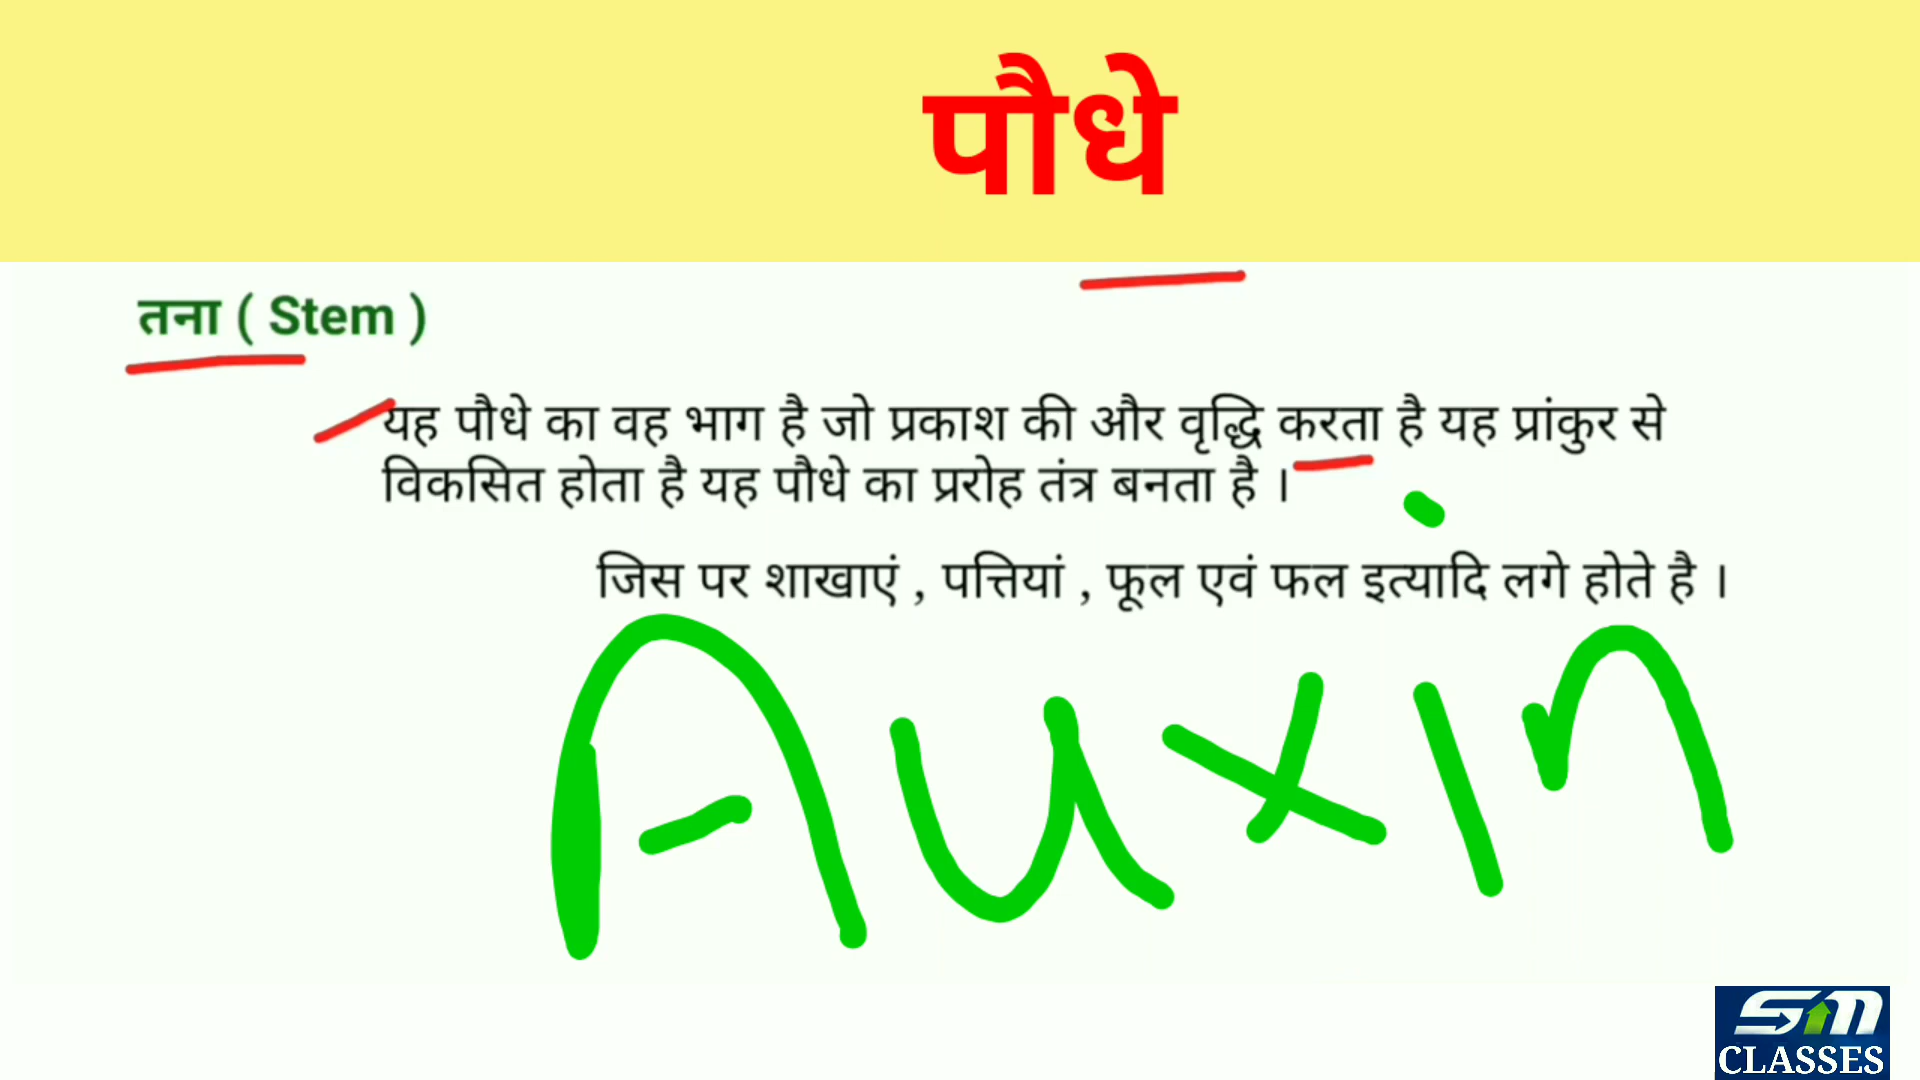 पौधे
तना ( Stem )
यह पौधे का वह भाग है जो प्रकाश की और वृद्धि करता है यह प्रांकुर से
विकसित होता है यह पौधे का प्ररोह तंत्र बनता है ।
जिस पर शाखाएं , पत्तियां , फूल एवं फल इत्यादि लगे होते है ।
Auxin
SM
CLASSES